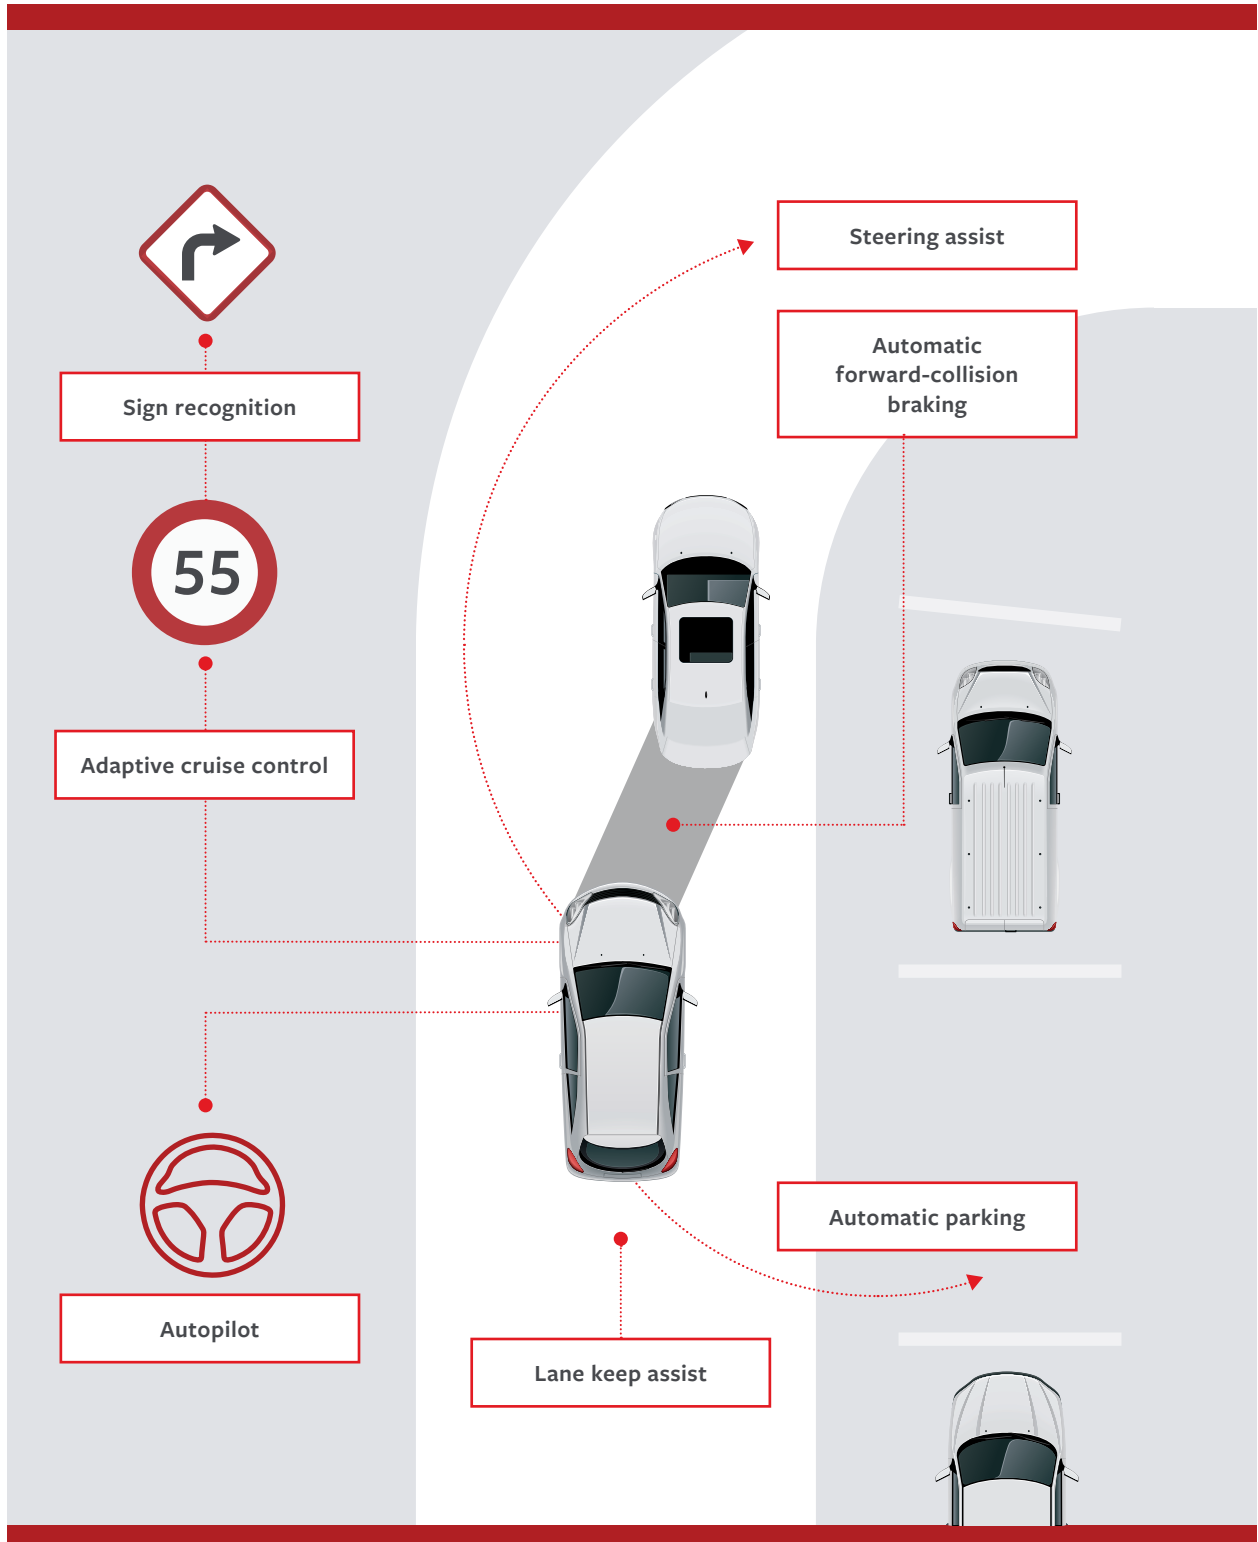 Steering assist
Automatic
forward-collision
braking
Sign recognition
55
Adaptive cruise control
Automatic parking
Autopilot
Lane keep assist